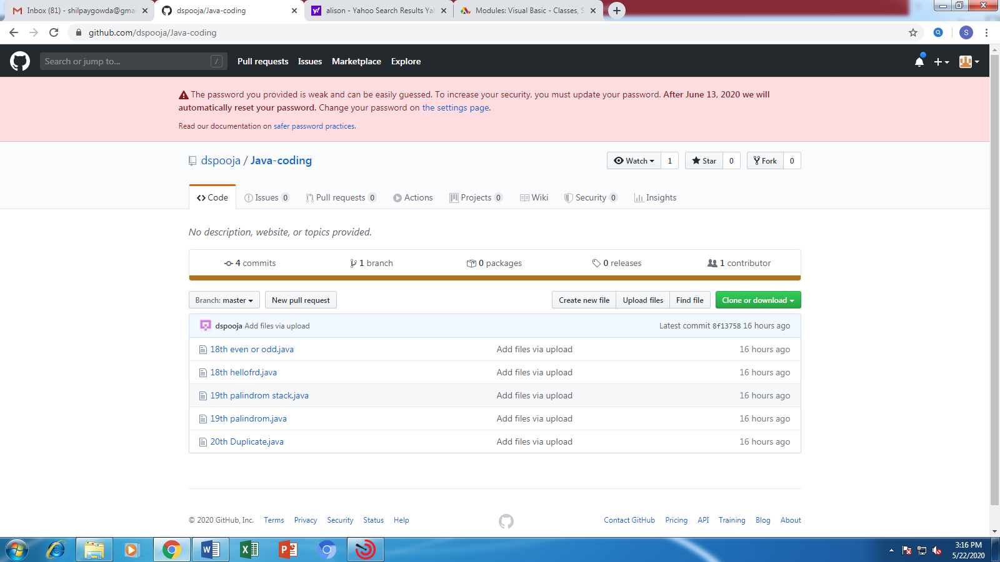 Inbox (81) - shilpaygowda@gma
dspooja/Java-coding
alison - Yahoo Search Results Ya
Modules: Visual Basic - Classes, S
github.com/dspooja/Java-coding
S
Search or jump to...
/
Pull requests
Issues
Marketplace
Explore
The password you provided is weak and can be easily guessed. To increase your security, you must update your password. After June 13, 2020 we will
automatically reset your password. Change your password on the settings page.
Read our documentation on safer password practices.
dspooja / Java-coding
Watch 1
Star 0
Fork 0
Code
Issues 0
Pull requests 0
Actions
Projects 0
Wiki
Security 0
Insights
No description, website, or topics provided.
4 commits
1 branch
0 packages
0 releases
1 contributor
Branch: master
New pull request
Create new file
Upload files
Find file
Clone or download
dspooja Add files via upload
Latest commit 8f13758 16 hours ago
18th even or odd.java Add files via upload 16 hours ago
18th hellofrd.java Add files via upload 16 hours ago
19th palindrom stack.java Add files via upload 16 hours ago
19th palindrom.java Add files via upload 16 hours ago
20th Duplicate.java Add files via upload 16 hours ago
© 2020 GitHub, Inc. Terms Privacy Security Status Help
Contact GitHub Pricing API Training Blog About
3:16 PM
5/22/2020